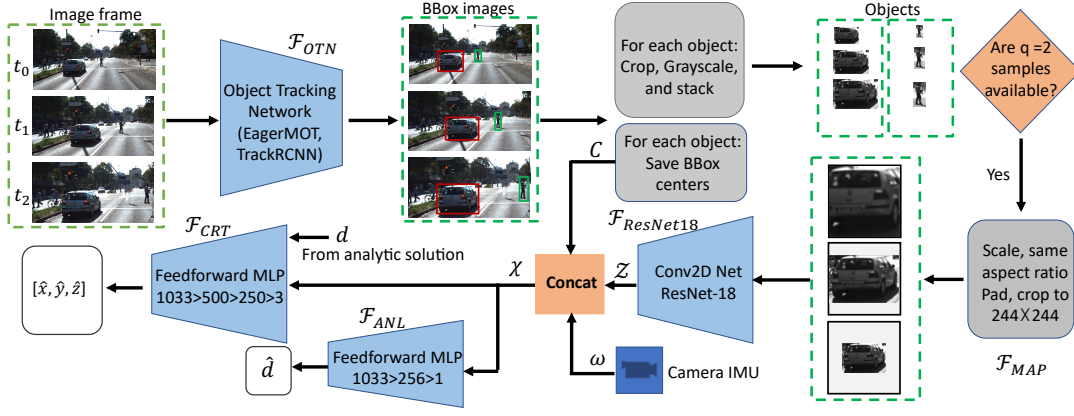 Image frame
t0
t1
t2
ℱOTN
Object Tracking
Network
(EagerMOT,
TrackRCNN)
BBox images
For each object:
Crop, Grayscale,
and stack
For each object:
Save BBox
centers
C
Objects
Are q =2
samples
available?
Yes
Scale, same
aspect ratio
Pad, crop to
244X244
ℱMAP
ℱResNet18
Conv2D Net
ResNet-18
𝒵
Concat
ω
Camera IMU
χ
ℱCRT
d
From analytic solution
Feedforward MLP
1033>500>250>3
[x̂, ŷ, ẑ]
ℱANL
Feedforward MLP
1033>256>1
d̂